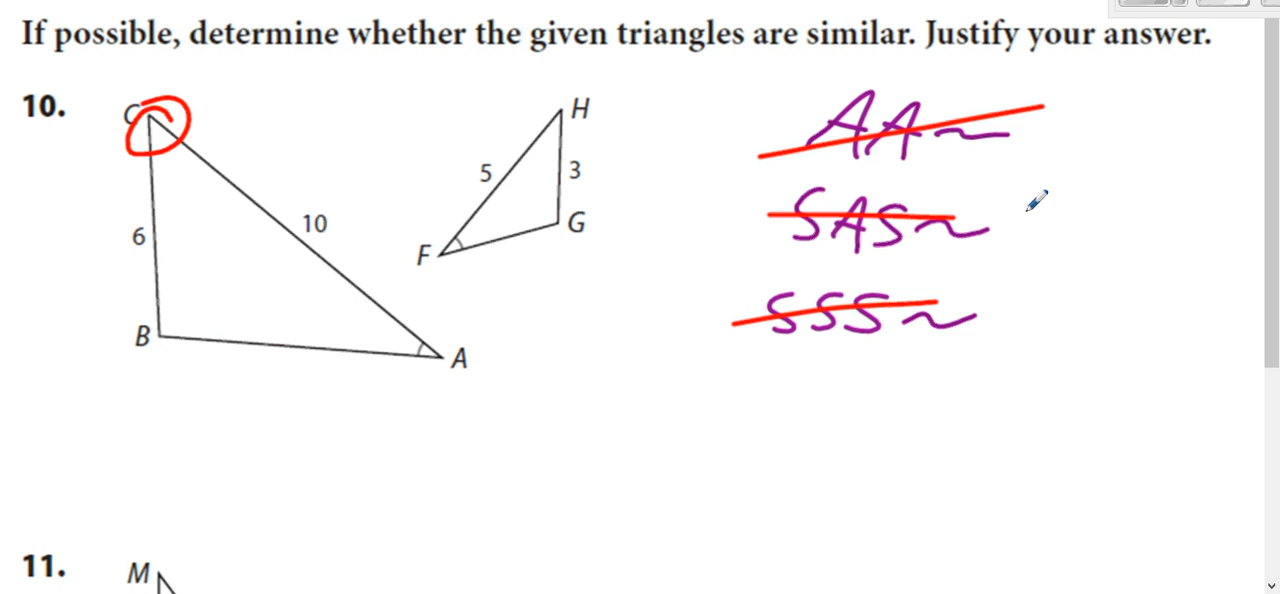 If possible, determine whether the given triangles are similar. Justify your answer.
10.
C
H
AA~
5
3
10
G
SAS~
6
F
SSS~
B
A
11.
M